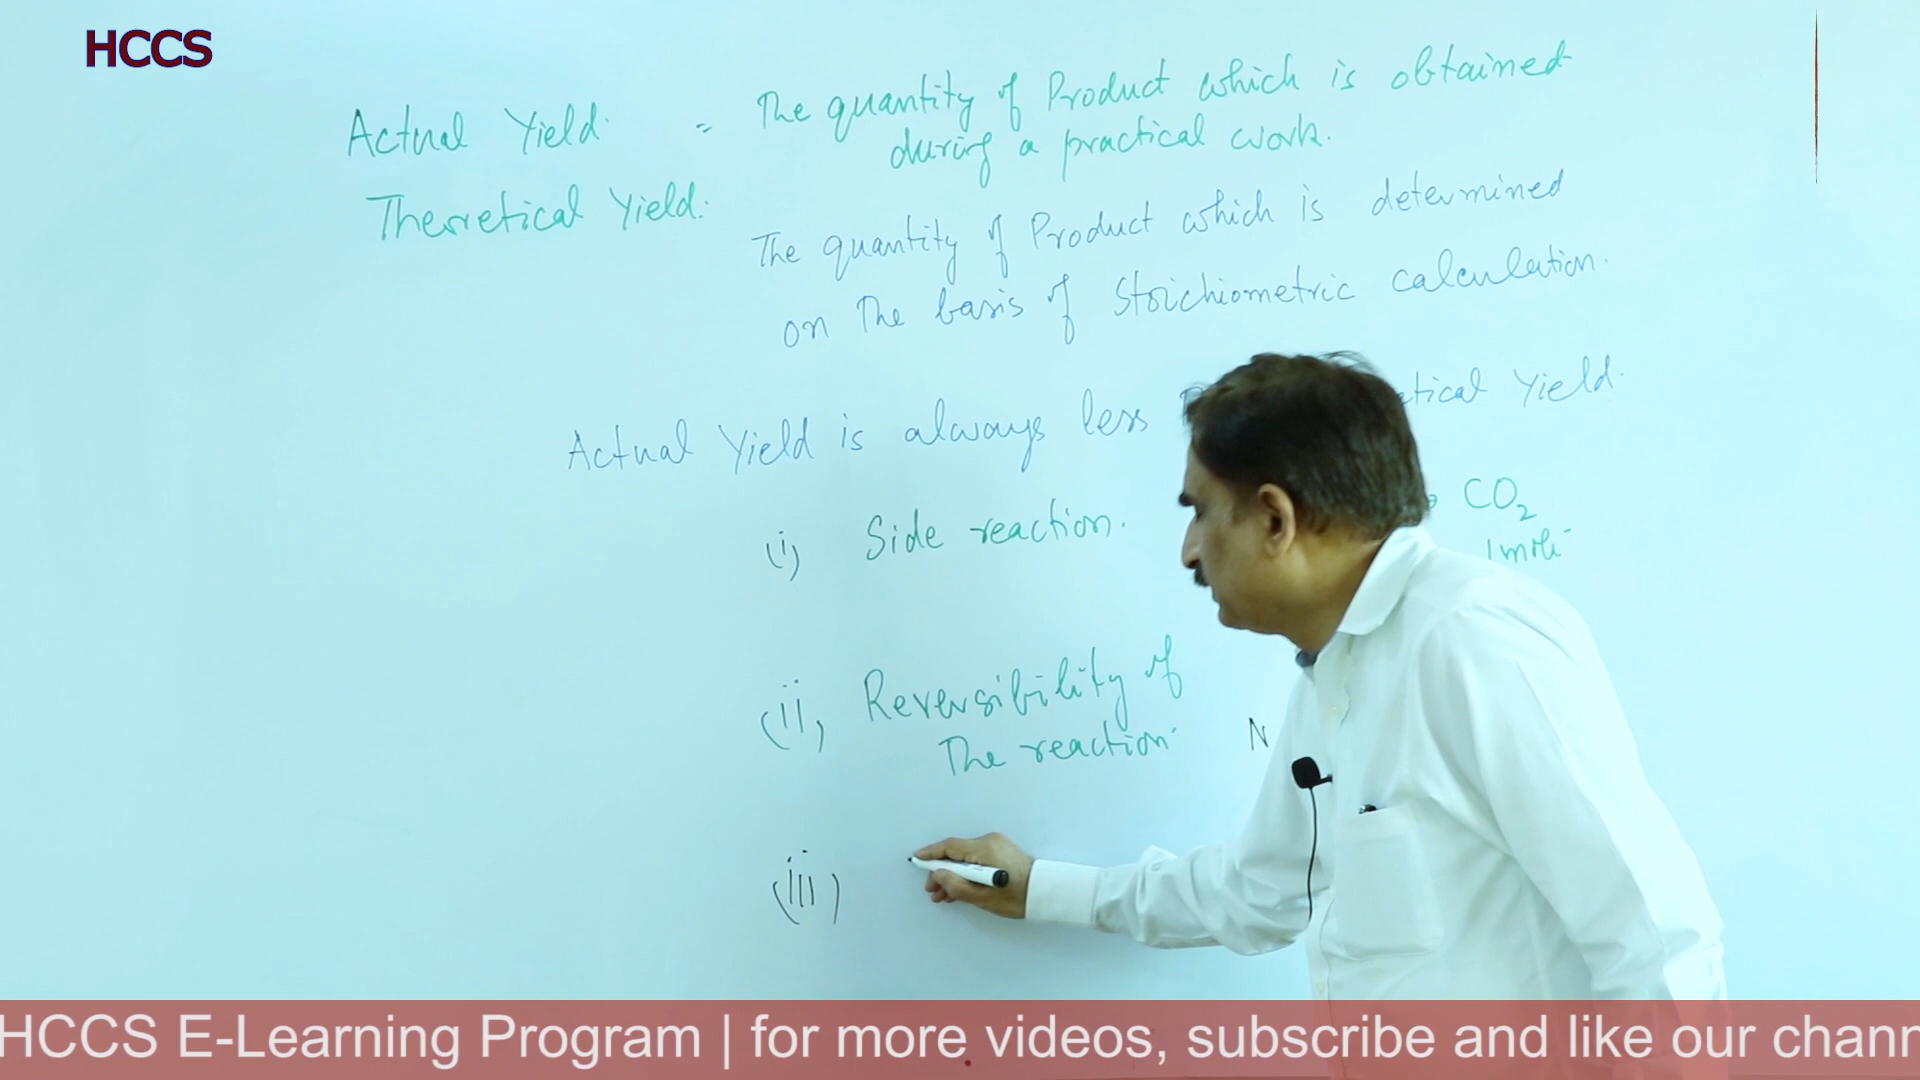 HCCS
Actual Yield. = The quantity of Product which is obtained
during a practical work.
Theoretical Yield:
The quantity of Product which is determined
on The basis of Stoichiometric calculation.
Actual Yield is always less etical Yield.
(i) Side reaction. CO2
1mole
(ii) Reversibility of
The reaction. N
(iii)
HCCS E-Learning Program | for more videos, subscribe and like our chann